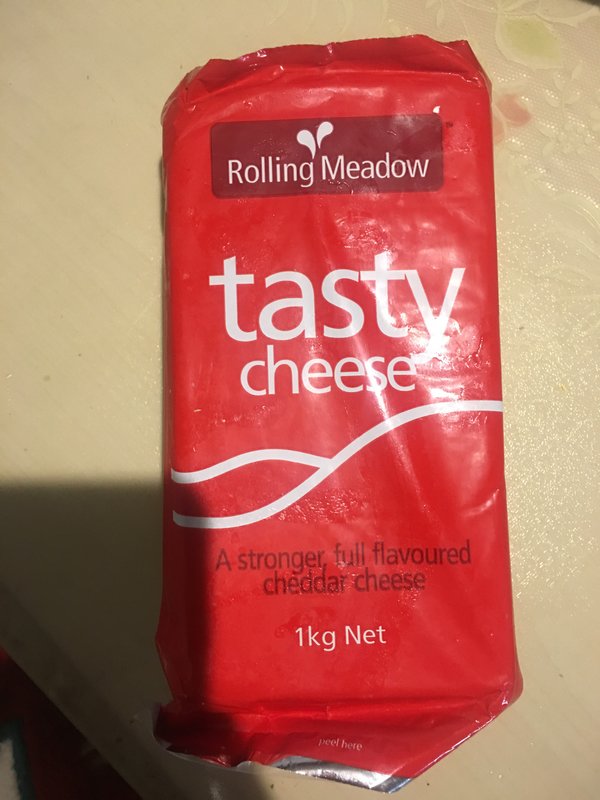 Rolling Meadow
tasty
cheese
A stronger, full flavoured
cheddar cheese
1kg Net
peel here